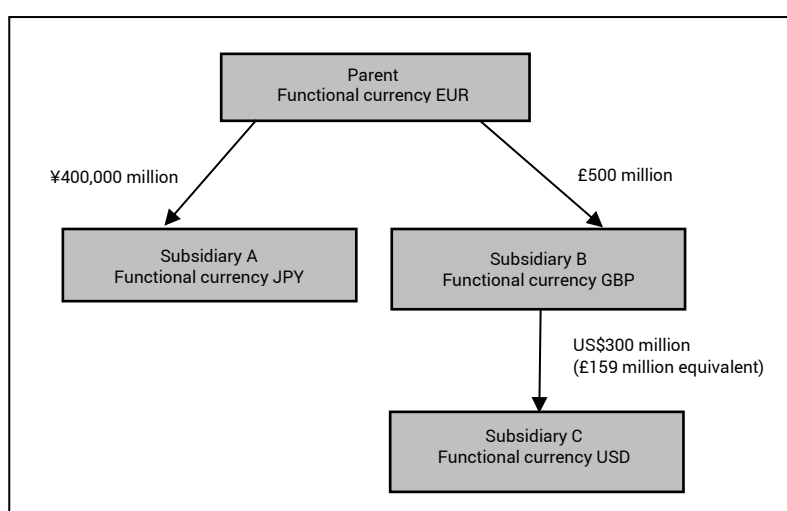 Parent
Functional currency EUR
¥400,000 million
£500 million
Subsidiary A
Functional currency JPY
Subsidiary B
Functional currency GBP
US$300 million
(£159 million equivalent)
Subsidiary C
Functional currency USD